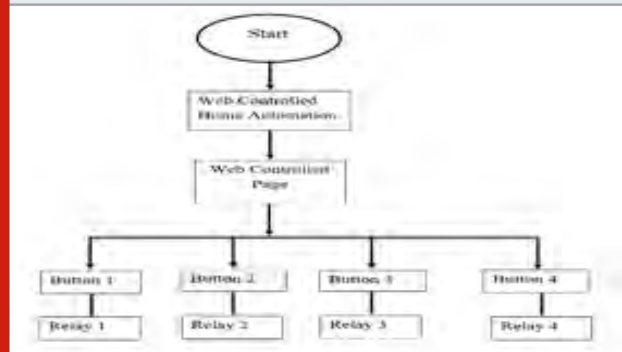 Start
Web Controlled
Home Automation
Web Controlled
Page
Button 1
Button 2
Button 3
Button 4
Relay 1
Relay 2
Relay 3
Relay 4